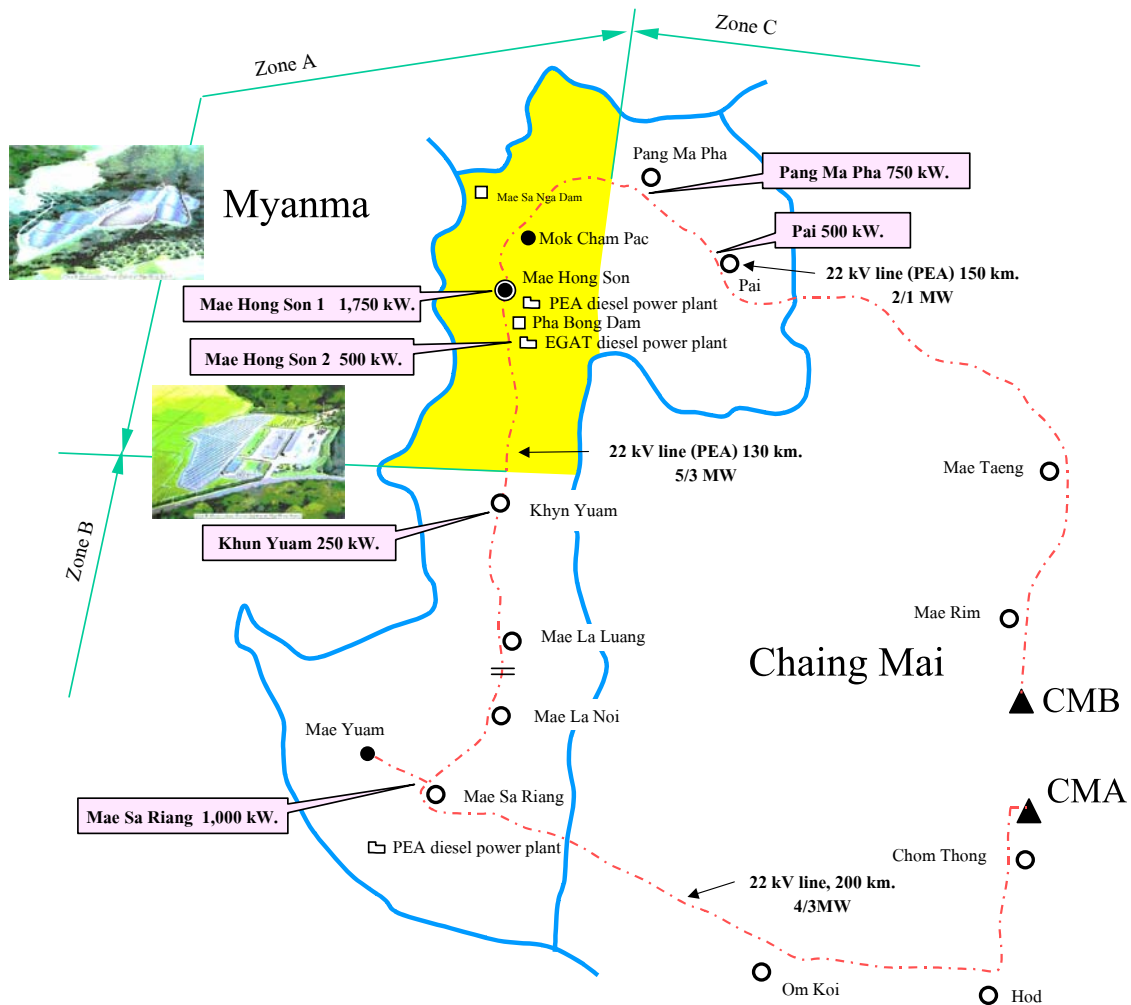 Zone C
Zone A
Pang Ma Pha
Pang Ma Pha 750 kW.
Myanma
Mae Sa Nga Dam
Mok Cham Pac
Pai 500 kW.
Mae Hong Son
Pai
22 kV line (PEA) 150 km.
2/1 MW
Mae Hong Son 1 1,750 kW.
PEA diesel power plant
Pha Bong Dam
EGAT diesel power plant
Mae Hong Son 2 500 kW.
22 kV line (PEA) 130 km.
5/3 MW
Mae Taeng
Zone B
Khyn Yuam
Khun Yuam 250 kW.
Mae Rim
Mae La Luang
Chaing Mai
CMB
Mae La Noi
Mae Yuam
Mae Sa Riang
CMA
Mae Sa Riang 1,000 kW.
PEA diesel power plant
Chom Thong
22 kV line, 200 km.
4/3MW
Om Koi
Hod